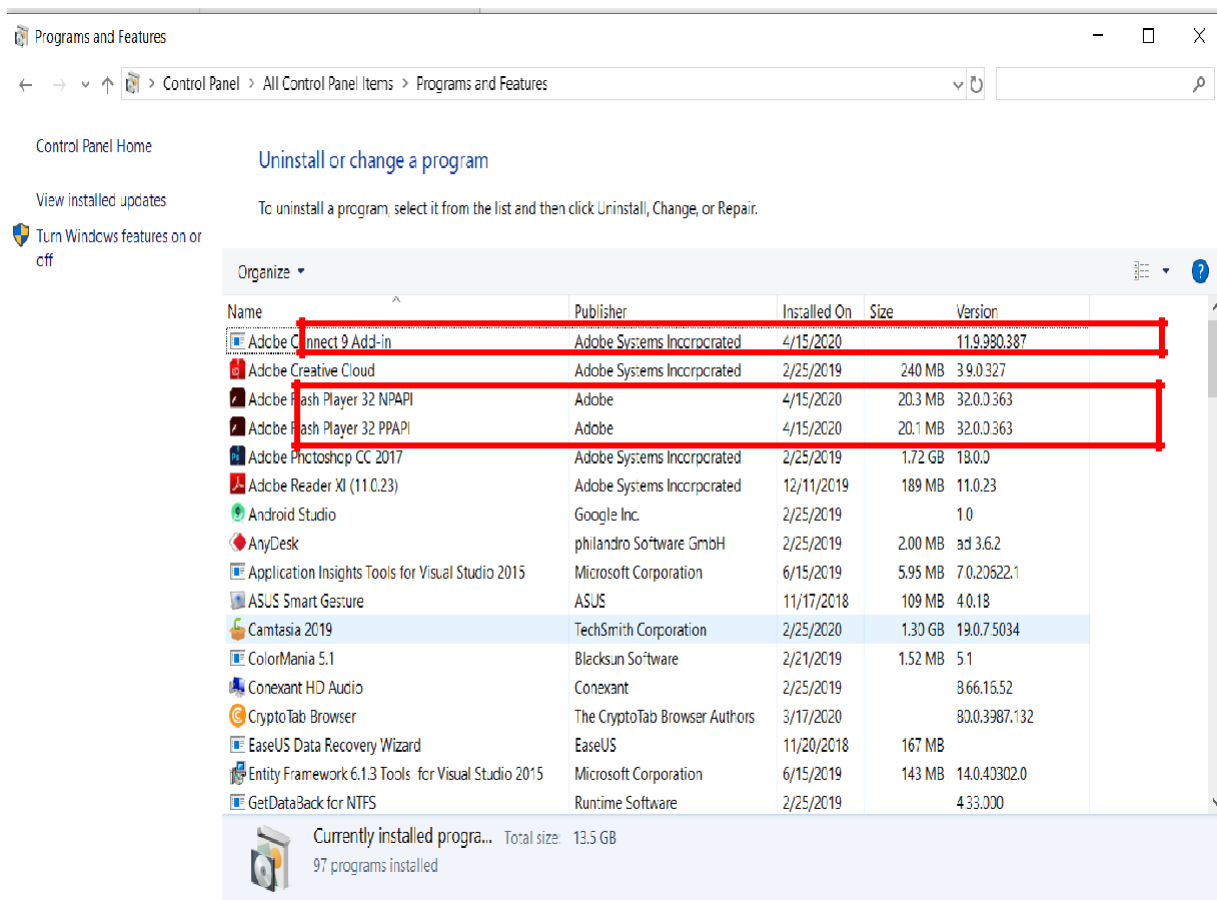 Programs and Features
Control Panel > All Control Panel Items > Programs and Features
Control Panel Home
View installed updates
Turn Windows features on or
off
Uninstall or change a program
To uninstall a program, select it from the list and then click Uninstall, Change, or Repair.
Organize
Name Publisher Installed On Size Version
Adobe Connect 9 Add-in Adobe Systems Incorporated 4/15/2020 11.9.980.387
Adobe Creative Cloud Adobe Systems Incorporated 2/25/2019 240 MB 3.9.0.327
Adobe Flash Player 32 NPAPI Adobe 4/15/2020 20.3 MB 32.0.0.363
Adobe Flash Player 32 PPAPI Adobe 4/15/2020 20.1 MB 32.0.0.363
Adobe Photoshop CC 2017 Adobe Systems Incorporated 2/25/2019 1.72 GB 18.0.0
Adobe Reader XI (11.0.23) Adobe Systems Incorporated 12/11/2019 189 MB 11.0.23
Android Studio Google Inc. 2/25/2019 1.0
AnyDesk philandro Software GmbH 2/25/2019 2.00 MB ad 3.6.2
Application Insights Tools for Visual Studio 2015 Microsoft Corporation 6/15/2019 5.95 MB 7.0.20622.1
ASUS Smart Gesture ASUS 11/17/2018 109 MB 4.0.18
Camtasia 2019 TechSmith Corporation 2/25/2020 1.30 GB 19.0.7.5034
ColorMania 5.1 Blacksun Software 2/21/2019 1.52 MB 5.1
Conexant HD Audio Conexant 2/25/2019 8.66.16.52
CryptoTab Browser The CryptoTab Browser Authors 3/17/2020 80.0.3987.132
EaseUS Data Recovery Wizard EaseUS 11/20/2018 167 MB
Entity Framework 6.1.3 Tools for Visual Studio 2015 Microsoft Corporation 6/15/2019 143 MB 14.0.40302.0
GetDataBack for NTFS Runtime Software 2/25/2019 4.33.000
Currently installed progra... Total size: 13.5 GB
97 programs installed